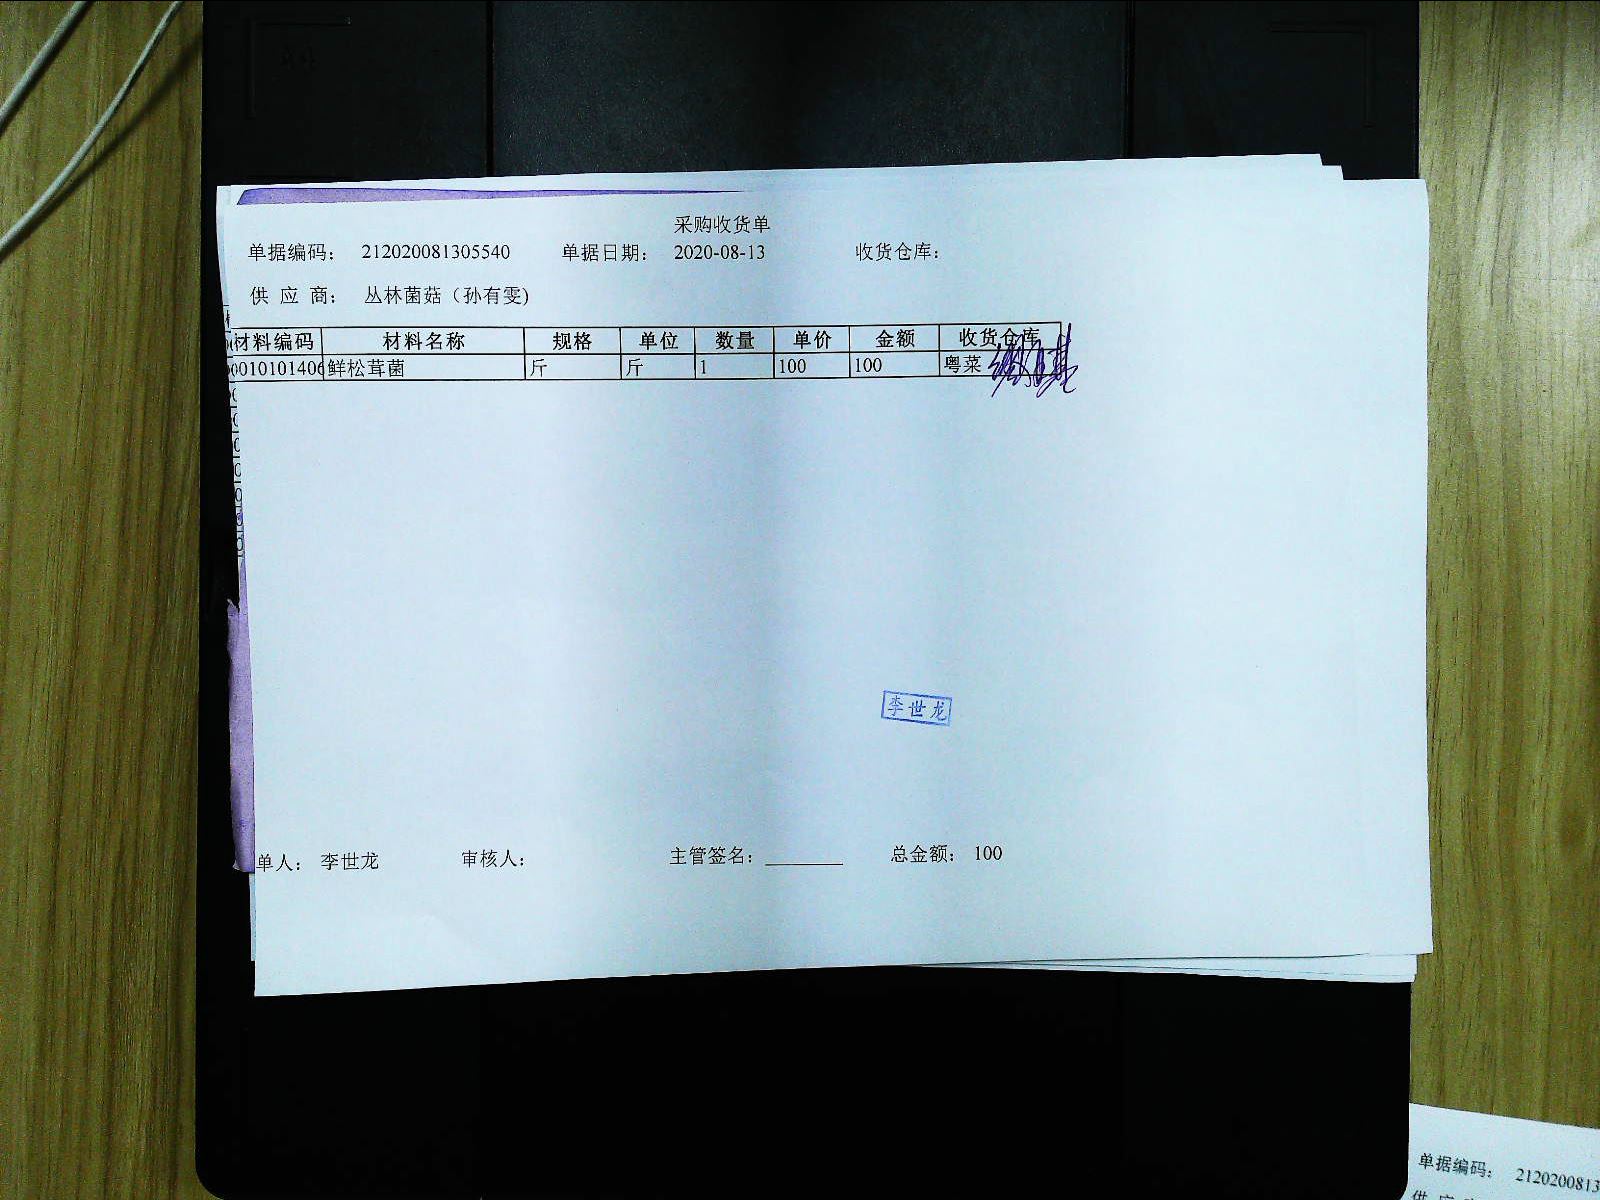 采购收货单
单据编码： 212020081305540 单据日期： 2020-08-13 收货仓库：
供 应 商： 丛林菌菇（孙有雯）
材料编码 材料名称 规格 单位 数量 单价 金额 收货仓库
0010101406 鲜松茸菌 斤 斤 1 100 100 粤菜
李世龙
单人： 李世龙 审核人： 主管签名： 总金额： 100
单据编码： 2120200813